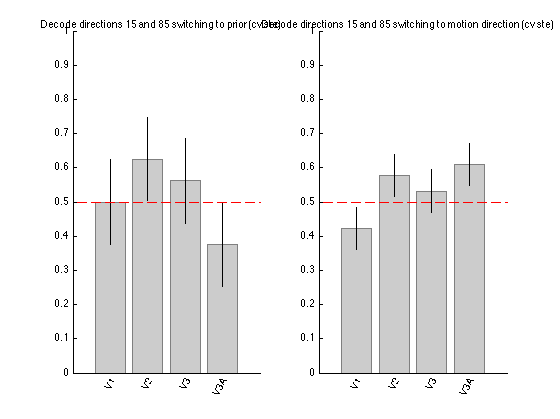 Decode directions 15 and 85 switching to prior (cv
Decode directions 15 and 85 switching to motion direction (cv ste)
1
0.9
0.8
0.7
0.6
0.5
0.4
0.3
0.2
0.1
0
V1
V2
V3
V3A
1
0.9
0.8
0.7
0.6
0.5
0.4
0.3
0.2
0.1
0
V1
V2
V3
V3A